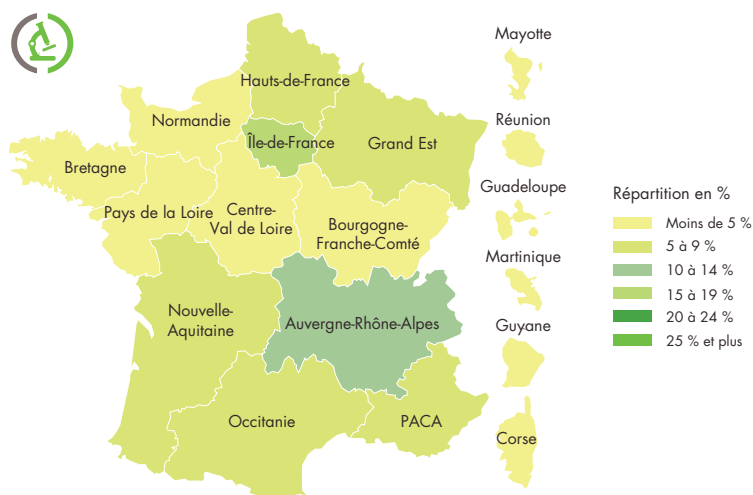 Mayotte
Hauts-de-France
Normandie
Réunion
Île-de-France
Grand Est
Bretagne
Guadeloupe
Pays de la Loire
Centre-
Val de Loire
Bourgogne-
Franche-Comté
Martinique
Nouvelle-
Aquitaine
Auvergne-Rhône-Alpes
Guyane
Occitanie
PACA
Corse
Répartition en %
Moins de 5 %
5 à 9 %
10 à 14 %
15 à 19 %
20 à 24 %
25 % et plus